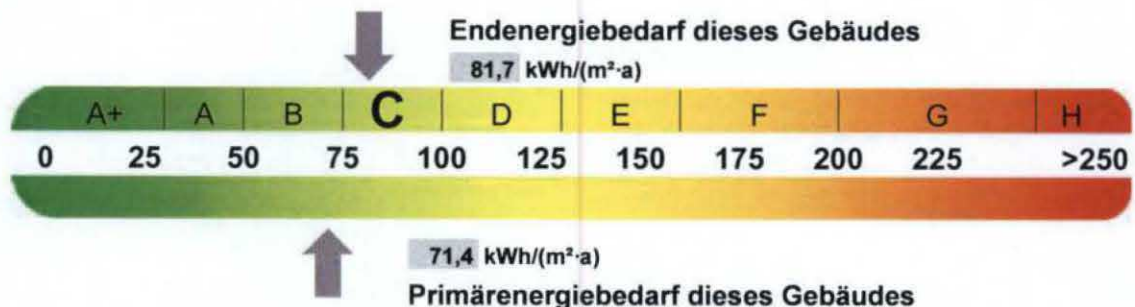 Endenergiebedarf dieses Gebäudes
81,7 kWh/(m²·a)
A+ A B C D E F G H
0 25 50 75 100 125 150 175 200 225 >250
71,4 kWh/(m²·a)
Primärenergiebedarf dieses Gebäudes